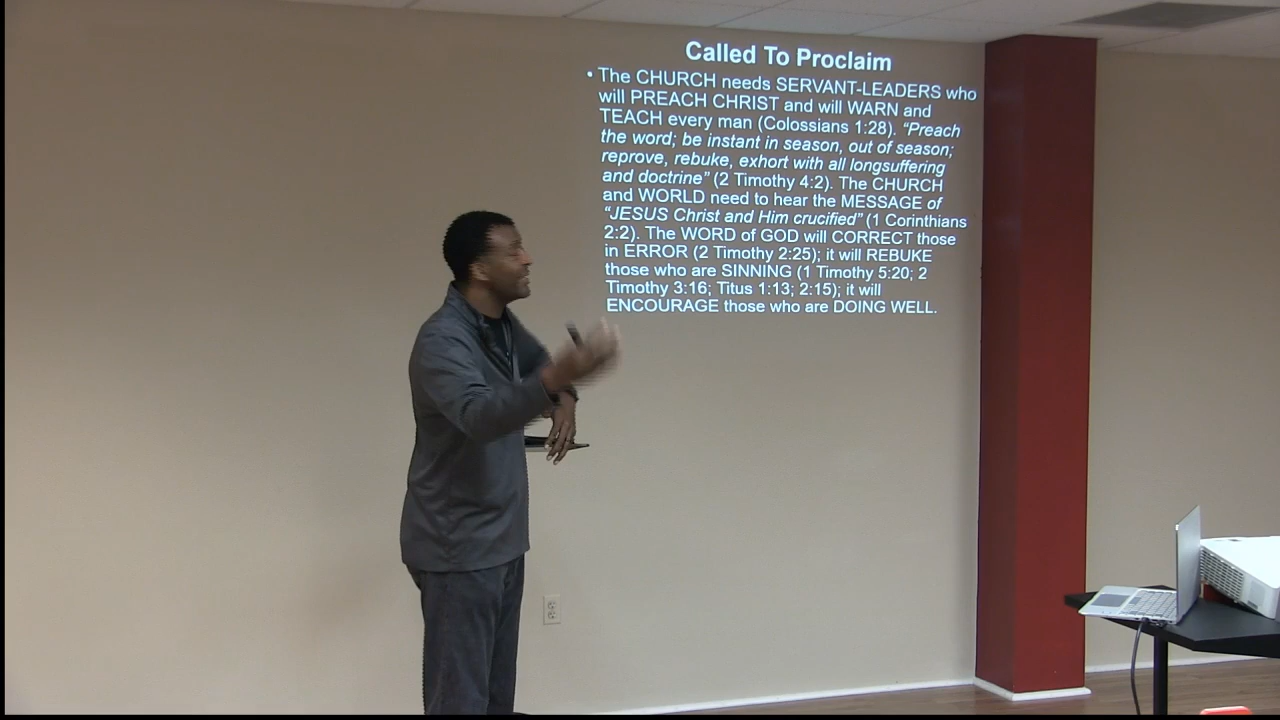 Called To Proclaim
• The CHURCH needs SERVANT-LEADERS who
will PREACH CHRIST and will WARN and
TEACH every man (Colossians 1:28). “Preach
the word; be instant in season, out of season;
reprove, rebuke, exhort with all longsuffering
and doctrine” (2 Timothy 4:2). The CHURCH
and WORLD need to hear the MESSAGE of
“JESUS Christ and Him crucified” (1 Corinthians
2:2). The WORD of GOD will CORRECT those
in ERROR (2 Timothy 2:25); it will REBUKE
those who are SINNING (1 Timothy 5:20; 2
Timothy 3:16; Titus 1:13; 2:15); it will
ENCOURAGE those who are DOING WELL.